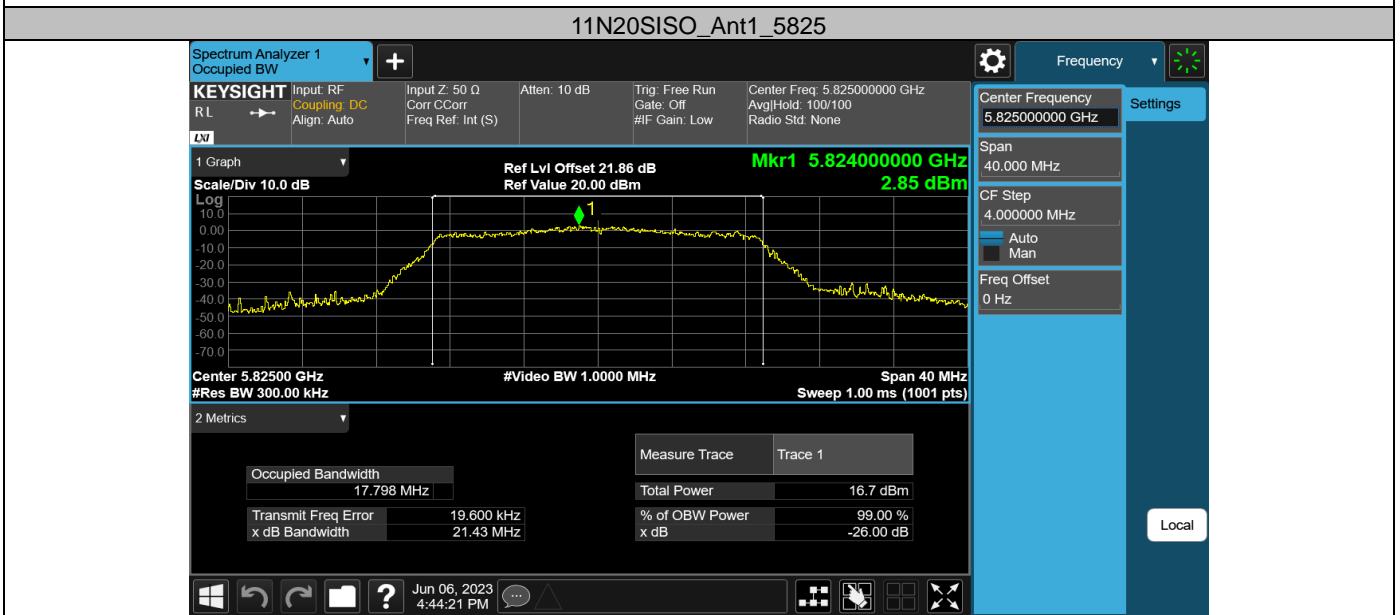 11N20SISO_Ant1_5825
Spectrum Analyzer 1
Occupied BW
Frequency
KEYSIGHT
R L
LXI
Input: RF
Coupling: DC
Align: Auto
Input Z: 50 Ω
Corr CCorr
Freq Ref: Int (S)
Atten: 10 dB
Trig: Free Run
Gate: Off
#IF Gain: Low
Center Freq: 5.825000000 GHz
Avg|Hold: 100/100
Radio Std: None
Center Frequency
5.825000000 GHz
Settings
Span
40.000 MHz
CF Step
4.000000 MHz
Auto
Man
Freq Offset
0 Hz
Local
1 Graph
Scale/Div 10.0 dB
Ref Lvl Offset 21.86 dB
Ref Value 20.00 dBm
Mkr1 5.824000000 GHz
2.85 dBm
Log
10.0
0.00
-10.0
-20.0
-30.0
-40.0
-50.0
-60.0
-70.0
1
Center 5.82500 GHz
#Video BW 1.0000 MHz
Span 40 MHz
#Res BW 300.00 kHz
Sweep 1.00 ms (1001 pts)
2 Metrics
Measure Trace Trace 1
Occupied Bandwidth
17.798 MHz
Total Power 16.7 dBm
Transmit Freq Error 19.600 kHz
% of OBW Power 99.00 %
x dB Bandwidth 21.43 MHz
x dB -26.00 dB
?
Jun 06, 2023
4:44:21 PM